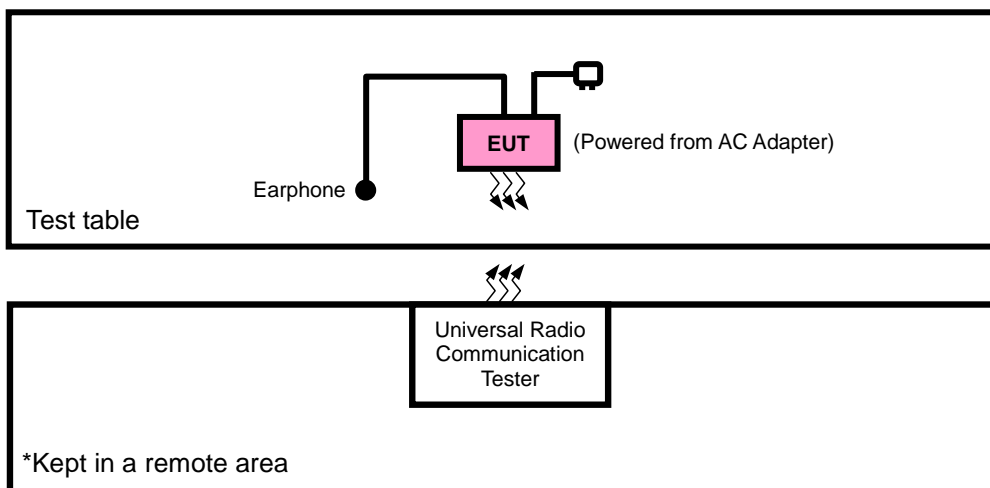 EUT
(Powered from AC Adapter)
Earphone
Test table
Universal Radio
Communication
Tester
*Kept in a remote area